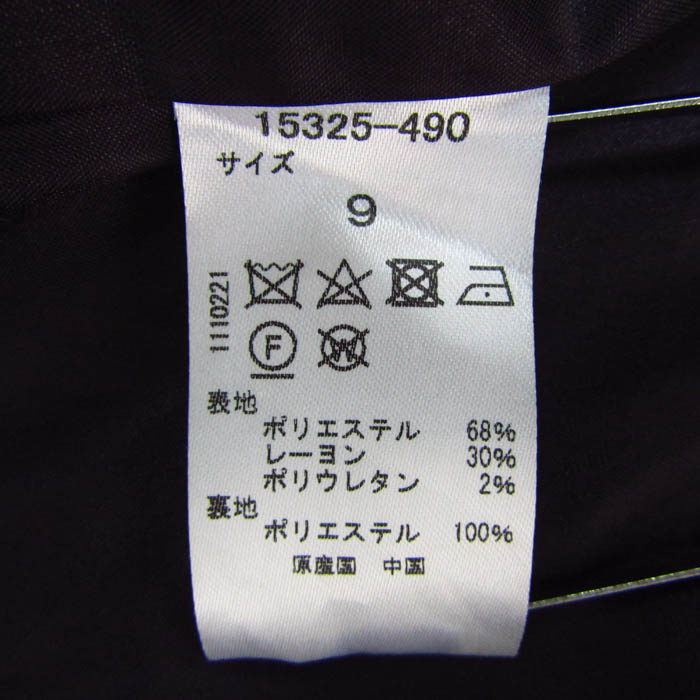 15325-490
サイズ
9
1110221
F
W
表地
ポリエステル 68%
レーヨン 30%
ポリウレタン 2%
裏地
ポリエステル 100%
原産国 中国